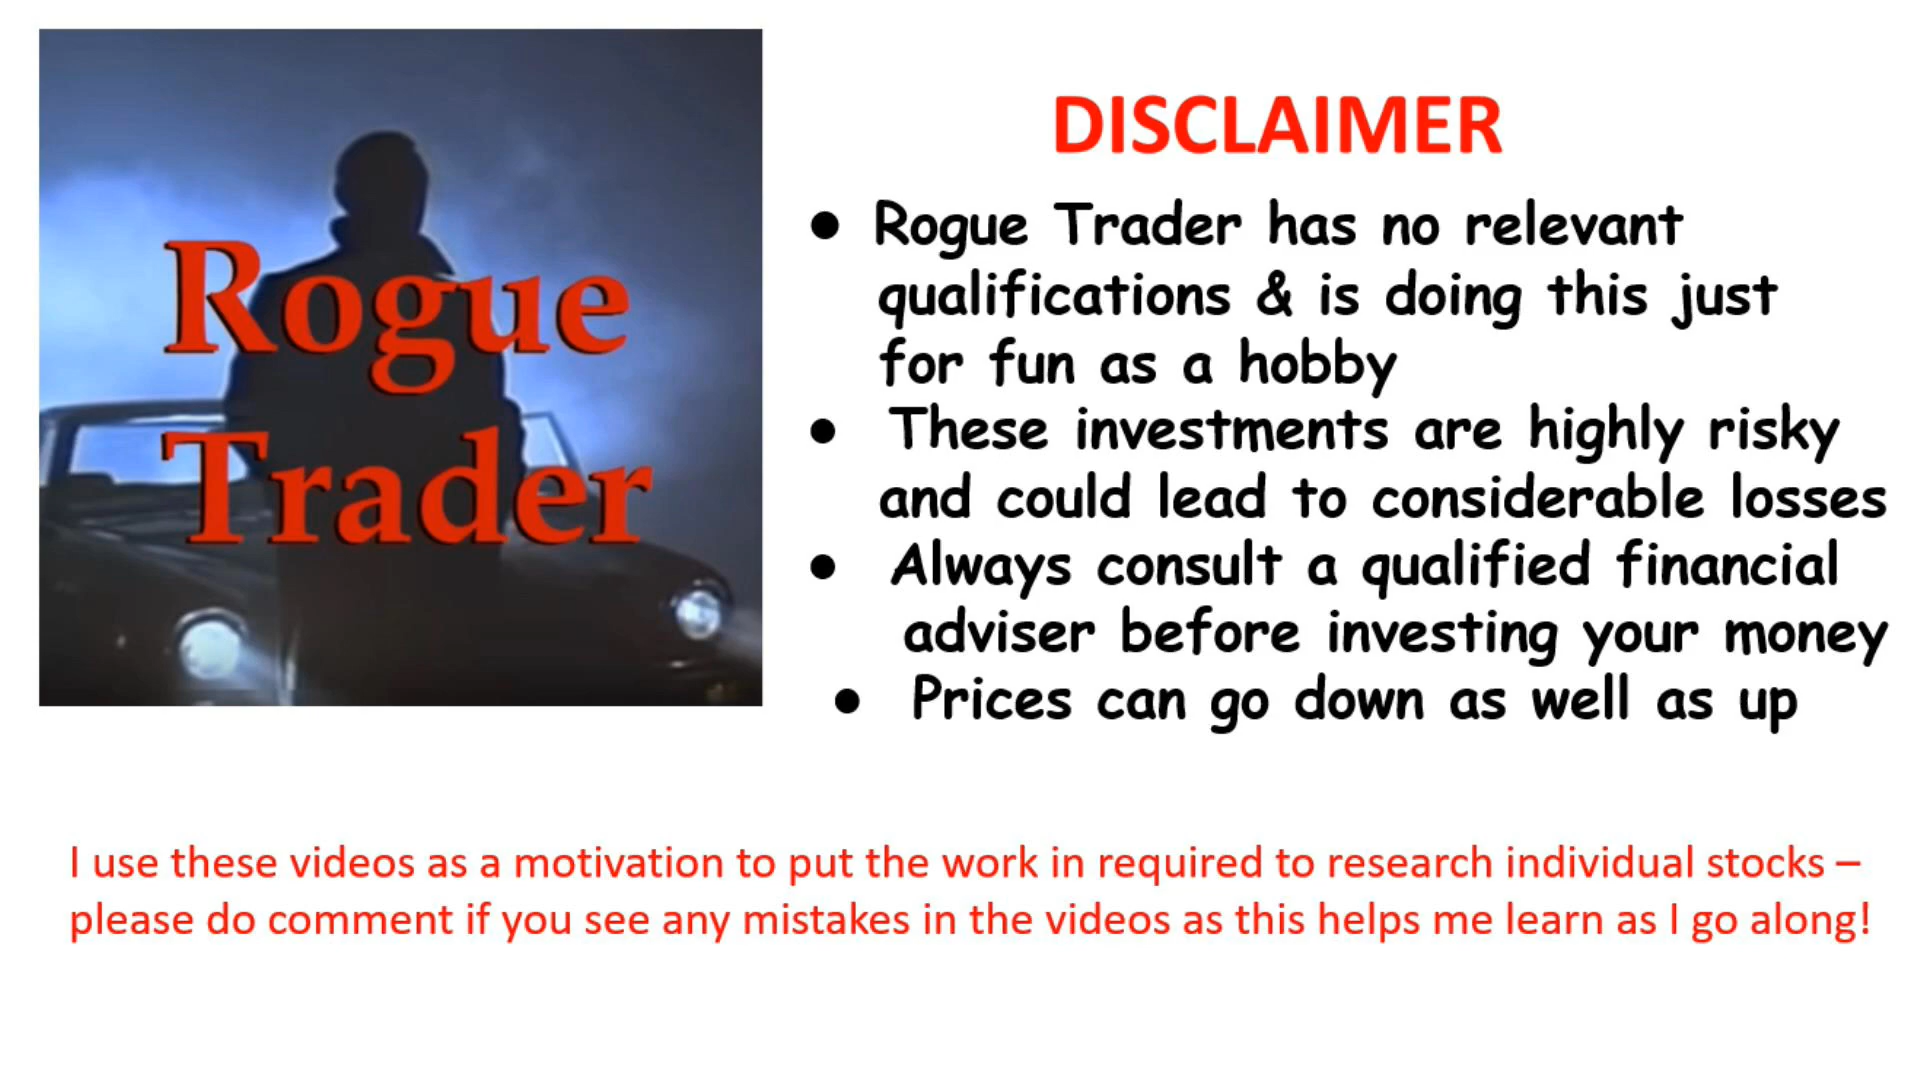 Rogue
Trader
DISCLAIMER
● Rogue Trader has no relevant
qualifications & is doing this just
for fun as a hobby
● These investments are highly risky
and could lead to considerable losses
● Always consult a qualified financial
adviser before investing your money
● Prices can go down as well as up
I use these videos as a motivation to put the work in required to research individual stocks –
please do comment if you see any mistakes in the videos as this helps me learn as I go along!